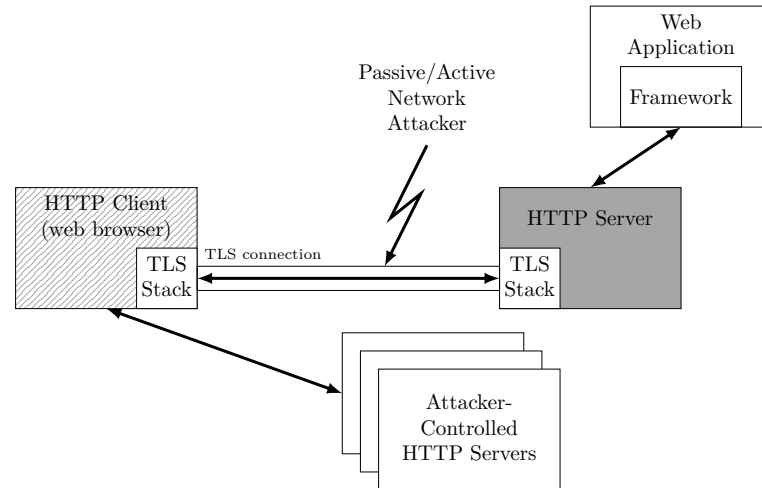 Web
Application
Framework
Passive/Active
Network
Attacker
HTTP Client
(web browser)
TLS
Stack
TLS connection
HTTP Server
TLS
Stack
Attacker-
Controlled
HTTP Servers